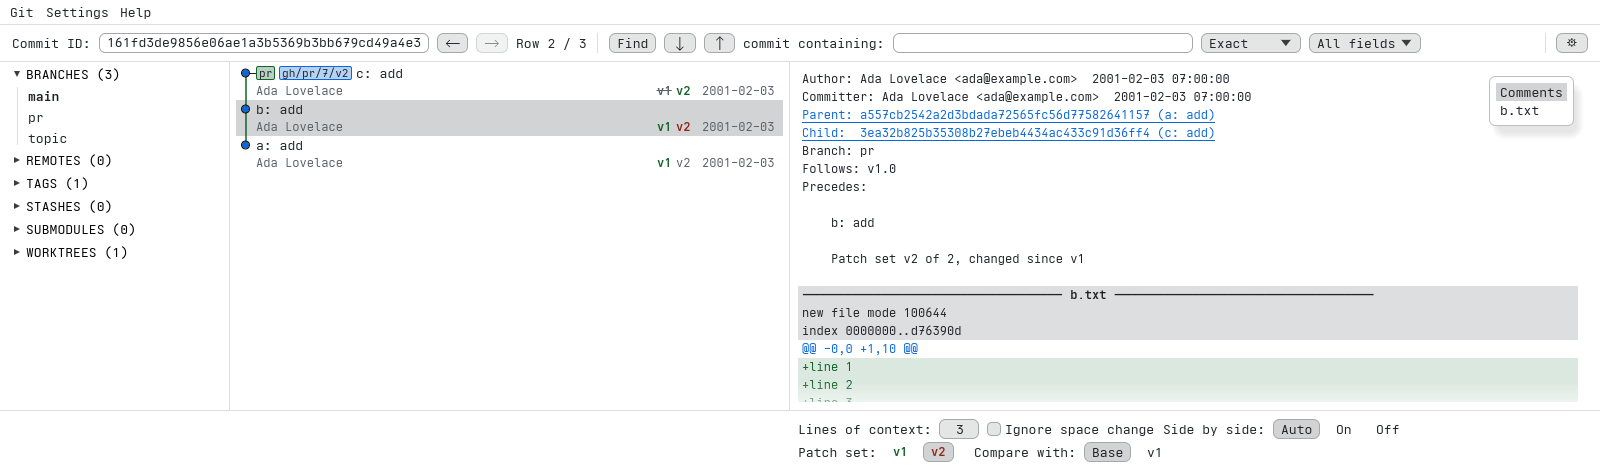 Git Settings Help
Commit ID: 161fd3de9856e06ae1a3b5369b3bb679cd49a4e3 ← → Row 2 / 3 Find ↓ ↑ commit containing: Exact ▼ All fields ▼ ⚙
▼ BRANCHES (3)
main
pr
topic
▶ REMOTES (0)
▶ TAGS (1)
▶ STASHES (0)
▶ SUBMODULES (0)
▶ WORKTREES (1)
pr gh/pr/7/v2 c: add
Ada Lovelace v1 v2 2001-02-03
b: add
Ada Lovelace v1 v2 2001-02-03
a: add
Ada Lovelace v1 v2 2001-02-03
Author: Ada Lovelace <ada@example.com> 2001-02-03 07:00:00
Committer: Ada Lovelace <ada@example.com> 2001-02-03 07:00:00
Parent: a557cb2542a2d3bdada72565fc56d77582641157 (a: add)
Child: 3ea32b825b35308b27ebeb4434ac433c91d36ff4 (c: add)
Branch: pr
Follows: v1.0
Precedes:
b: add
Patch set v2 of 2, changed since v1
b.txt
new file mode 100644
index 0000000..d76390d
@@ -0,0 +1,10 @@
+line 1
+line 2
+line 3
Comments
b.txt
Lines of context: 3 Ignore space change Side by side: Auto On Off
Patch set: v1 v2 Compare with: Base v1